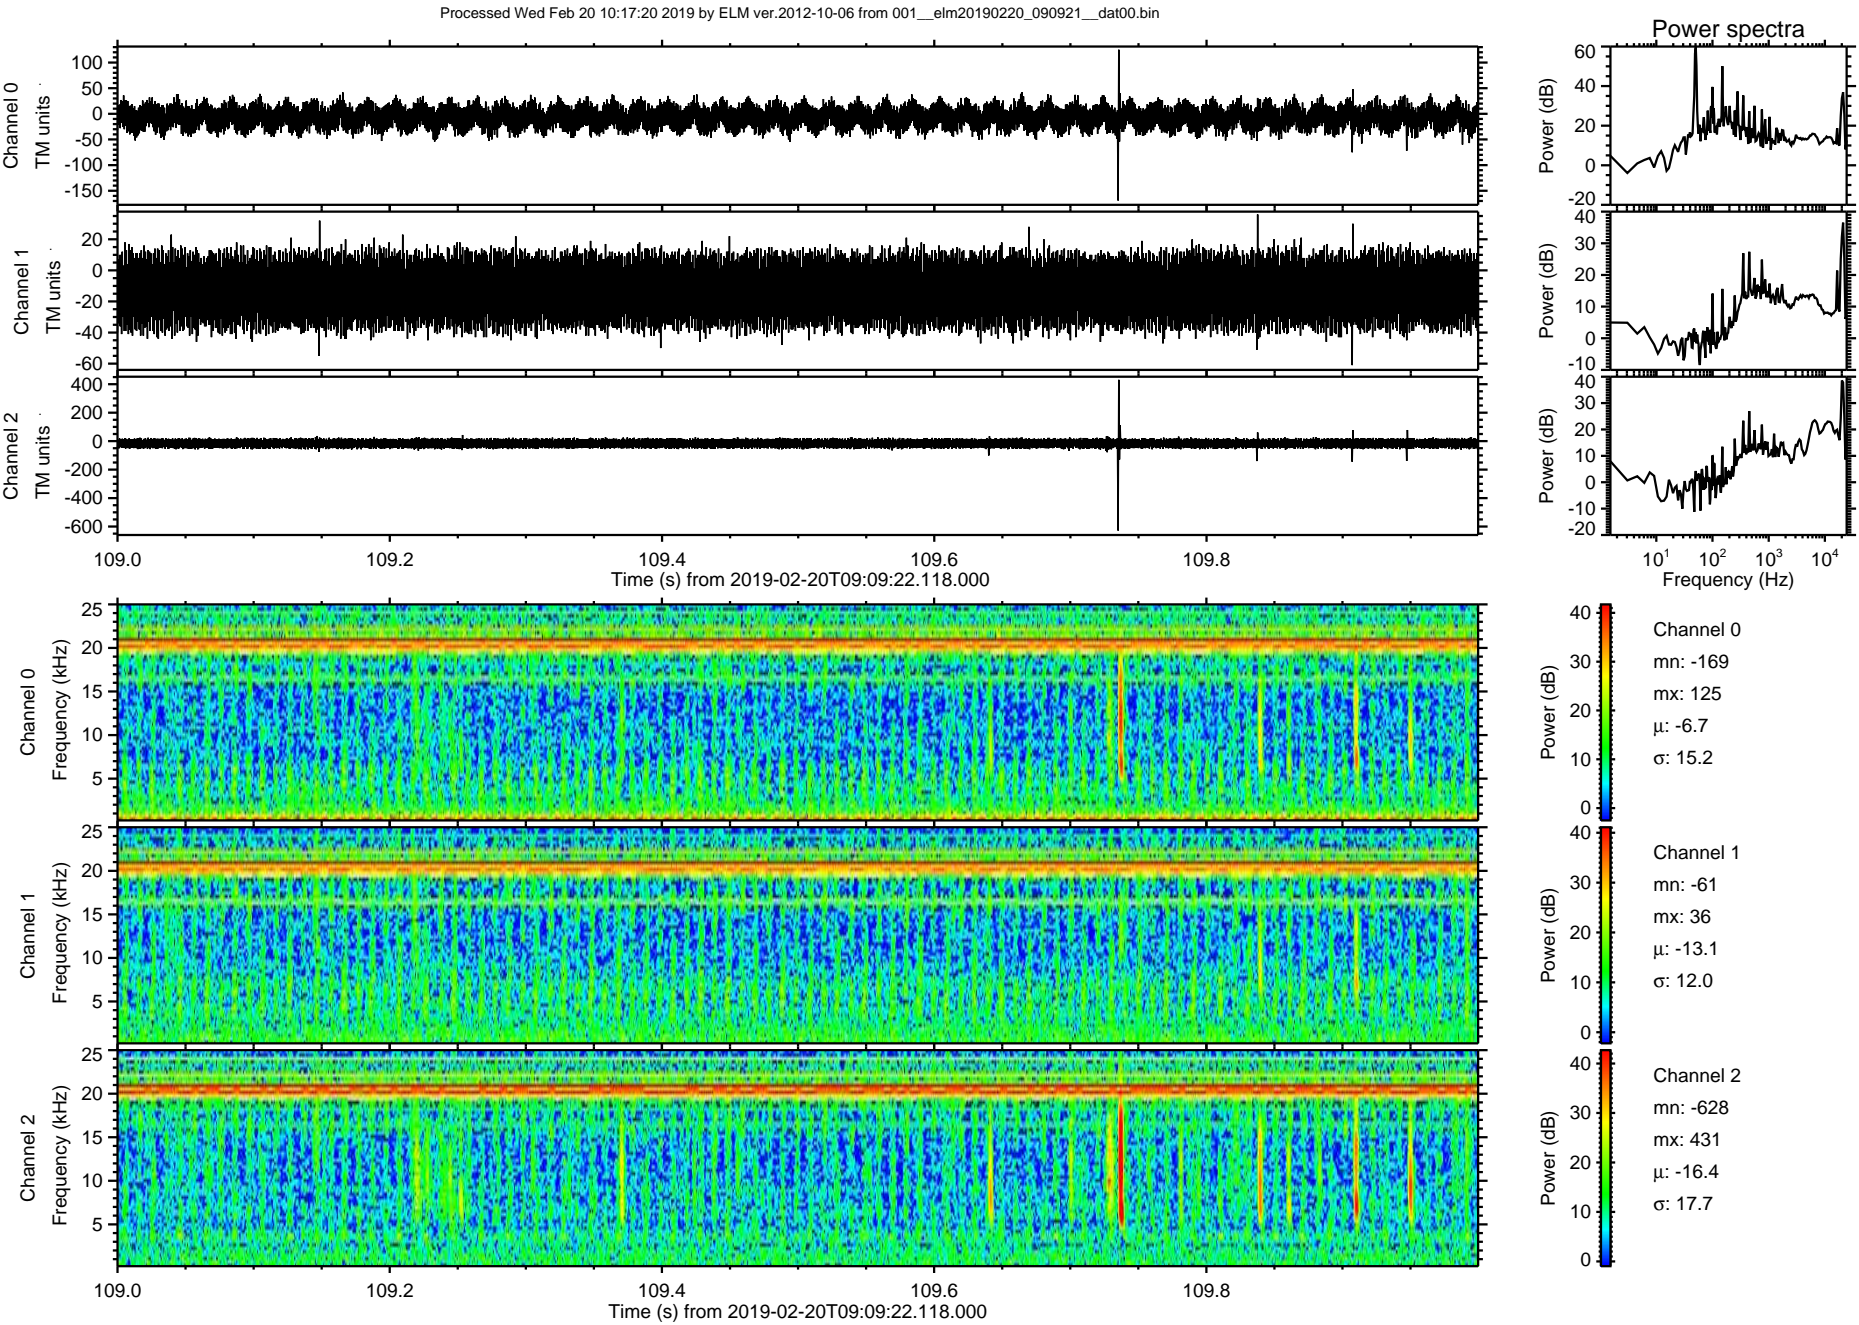 Processed Wed Feb 20 10:17:20 2019 by ELM ver.2012-10-06 from 001__elm20190220_090921__dat00.bin
Power spectra
Channel 0
TM units
100
50
0
-50
-100
-150
Power (dB)
60
40
20
0
-20
Channel 1
TM units
20
0
-20
-40
-60
Power (dB)
40
30
20
10
0
-10
Channel 2
TM units
400
200
0
-200
-400
-600
Power (dB)
40
30
20
10
0
-10
-20
109.0 109.2 109.4 109.6 109.8
Time (s) from 2019-02-20T09:09:22.118.000
10¹ 10² 10³ 10⁴
Frequency (Hz)
Channel 0
Frequency (kHz)
25
20
15
10
5
Power (dB)
40
30
20
10
0
Channel 0
mn: -169
mx: 125
μ: -6.7
σ: 15.2
Channel 1
Frequency (kHz)
25
20
15
10
5
Power (dB)
40
30
20
10
0
Channel 1
mn: -61
mx: 36
μ: -13.1
σ: 12.0
Channel 2
Frequency (kHz)
25
20
15
10
5
Power (dB)
40
30
20
10
0
Channel 2
mn: -628
mx: 431
μ: -16.4
σ: 17.7
109.0 109.2 109.4 109.6 109.8
Time (s) from 2019-02-20T09:09:22.118.000